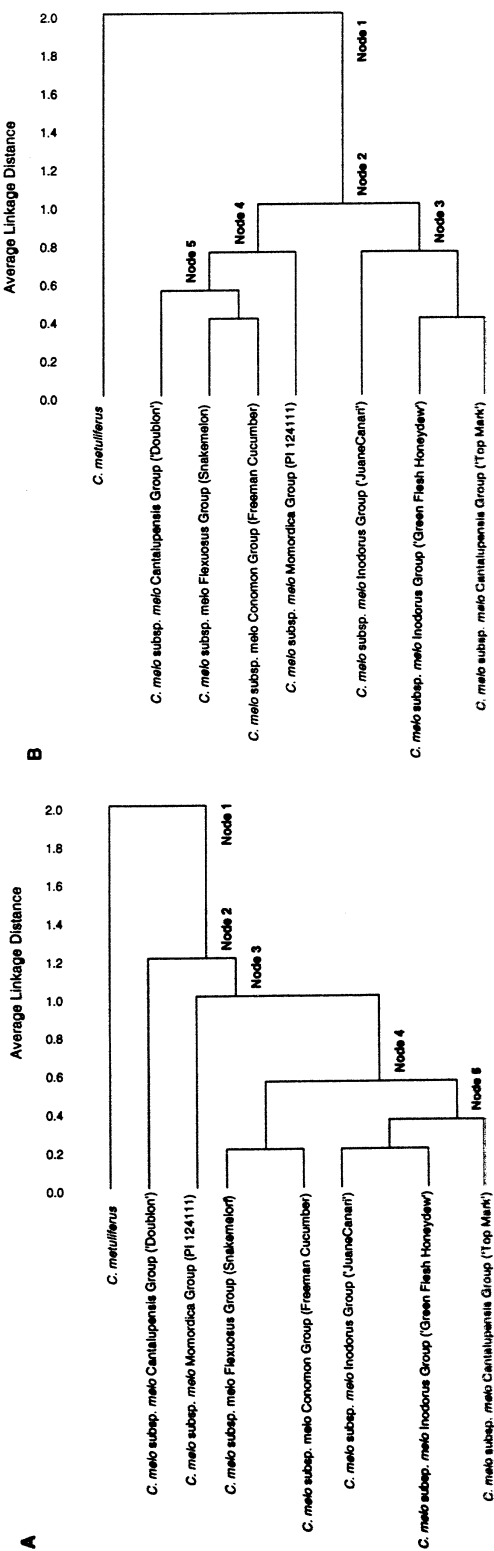 B
Average Linkage Distance
2.0
1.8
1.6
1.4
1.2
1.0
0.8
0.6
0.4
0.2
0.0
Node 1
Node 2
Node 3
Node 4
Node 5
C. metuliferus
C. melo subsp. melo Cantalupensis Group ('Doublon')
C. melo subsp. melo Flexuosus Group (Snakemelon)
C. melo subsp. melo Conomon Group (Freeman Cucumber)
C. melo subsp. melo Momordica Group (PI 124111)
C. melo subsp. melo Inodorus Group ('JuaneCanari')
C. melo subsp. melo Inodorus Group ('Green Flesh Honeydew')
C. melo subsp. melo Cantalupensis Group ('Top Mark')
A
Average Linkage Distance
2.0
1.8
1.6
1.4
1.2
1.0
0.8
0.6
0.4
0.2
0.0
Node 1
Node 2
Node 3
Node 4
Node 5
C. metuliferus
C. melo subsp. melo Cantalupensis Group ('Doublon')
C. melo subsp. melo Momordica Group (PI 124111)
C. melo subsp. melo Flexuosus Group (Snakemelon)
C. melo subsp. melo Conomon Group (Freeman Cucumber)
C. melo subsp. melo Inodorus Group ('JuaneCanari')
C. melo subsp. melo Inodorus Group ('Green Flesh Honeydew')
C. melo subsp. melo Cantalupensis Group ('Top Mark')